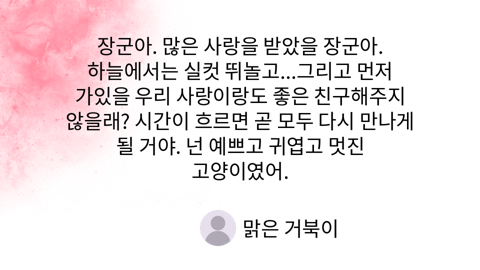 장군아. 많은 사랑을 받았을 장군아.
하늘에서는 실컷 뛰놀고...그리고 먼저
가있을 우리 사랑이랑도 좋은 친구해주지
않을래? 시간이 흐르면 곧 모두 다시 만나게
될 거야. 넌 예쁘고 귀엽고 멋진
고양이였어.
맑은 거북이